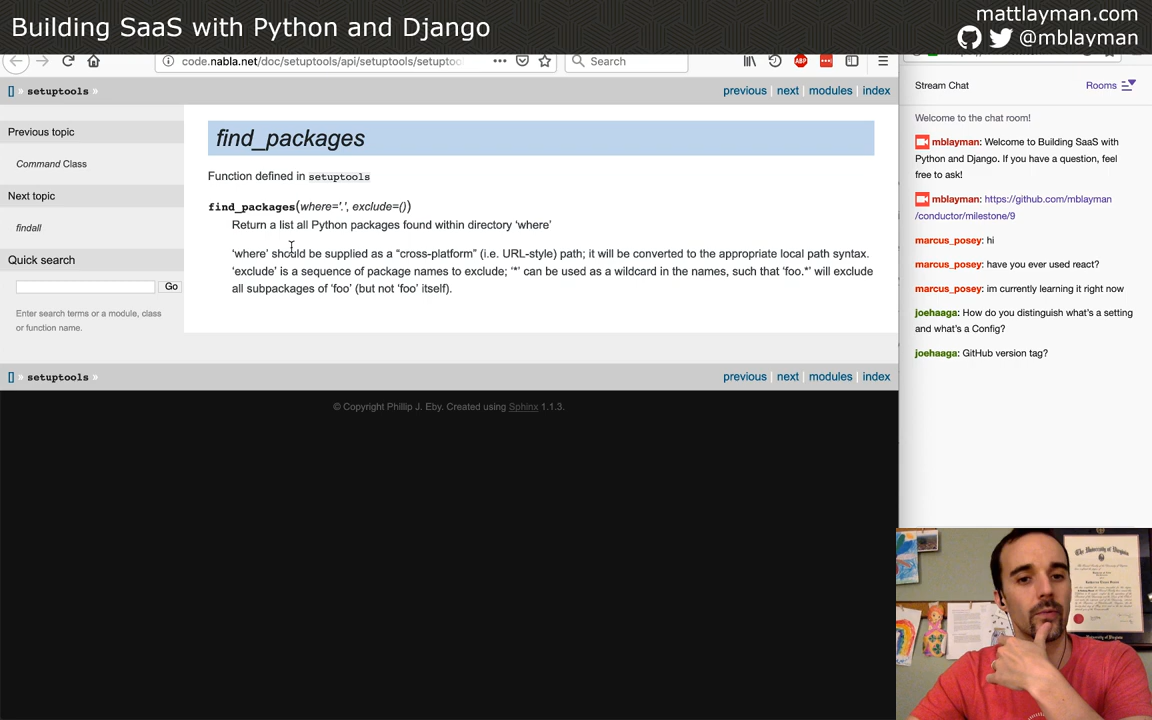 Building SaaS with Python and Django
mattlayman.com
@mblayman
code.nabla.net/doc/setuptools/api/setuptools/setuptoo
Search
ABP
[] » setuptools »
previous next modules index
Previous topic
Command Class
Next topic
findall
Quick search
Go
Enter search terms or a module, class
or function name.
find_packages
Function defined in setuptools
find_packages(where='.', exclude=())
Return a list all Python packages found within directory ‘where’
‘where’ should be supplied as a “cross-platform” (i.e. URL-style) path; it will be converted to the appropriate local path syntax.
‘exclude’ is a sequence of package names to exclude; ‘*’ can be used as a wildcard in the names, such that ‘foo.*’ will exclude
all subpackages of ‘foo’ (but not ‘foo’ itself).
[] » setuptools »
previous next modules index
© Copyright Phillip J. Eby. Created using Sphinx 1.1.3.
Stream Chat
Rooms
Welcome to the chat room!
mblayman: Welcome to Building SaaS with
Python and Django. If you have a question, feel
free to ask!
mblayman: https://github.com/mblayman
/conductor/milestone/9
marcus_posey: hi
marcus_posey: have you ever used react?
marcus_posey: im currently learning it right now
joehaaga: How do you distinguish what's a setting
and what's a Config?
joehaaga: GitHub version tag?
The University of Virginia